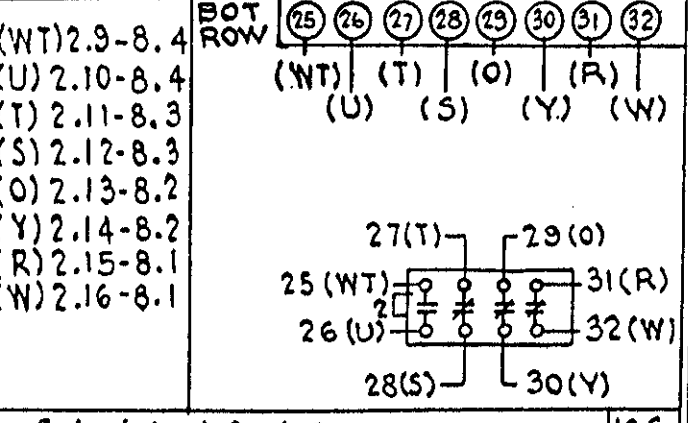 (WT)2.9-8.4
(U)2.10-8.4
(T)2.11-8.3
(S)2.12-8.3
(O)2.13-8.2
(Y)2.14-8.2
(R)2.15-8.1
(W)2.16-8.1
BOT
ROW
25 26 27 28 29 30 31 32
(WT) (T) (O) (R)
(U) (S) (Y) (W)
27(T) 29(O)
25(WT) 31(R)
2
26(U) 32(W)
28(S) 30(Y)